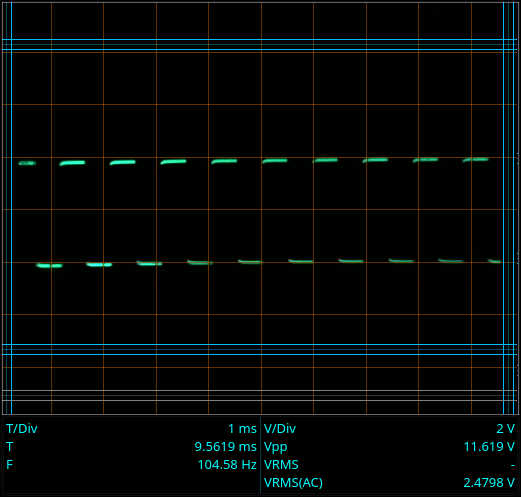 T/Div 1 ms V/Div 2 V
T 9.5619 ms Vpp 11.619 V
F 104.58 Hz VRMS -
VRMS(AC) 2.4798 V